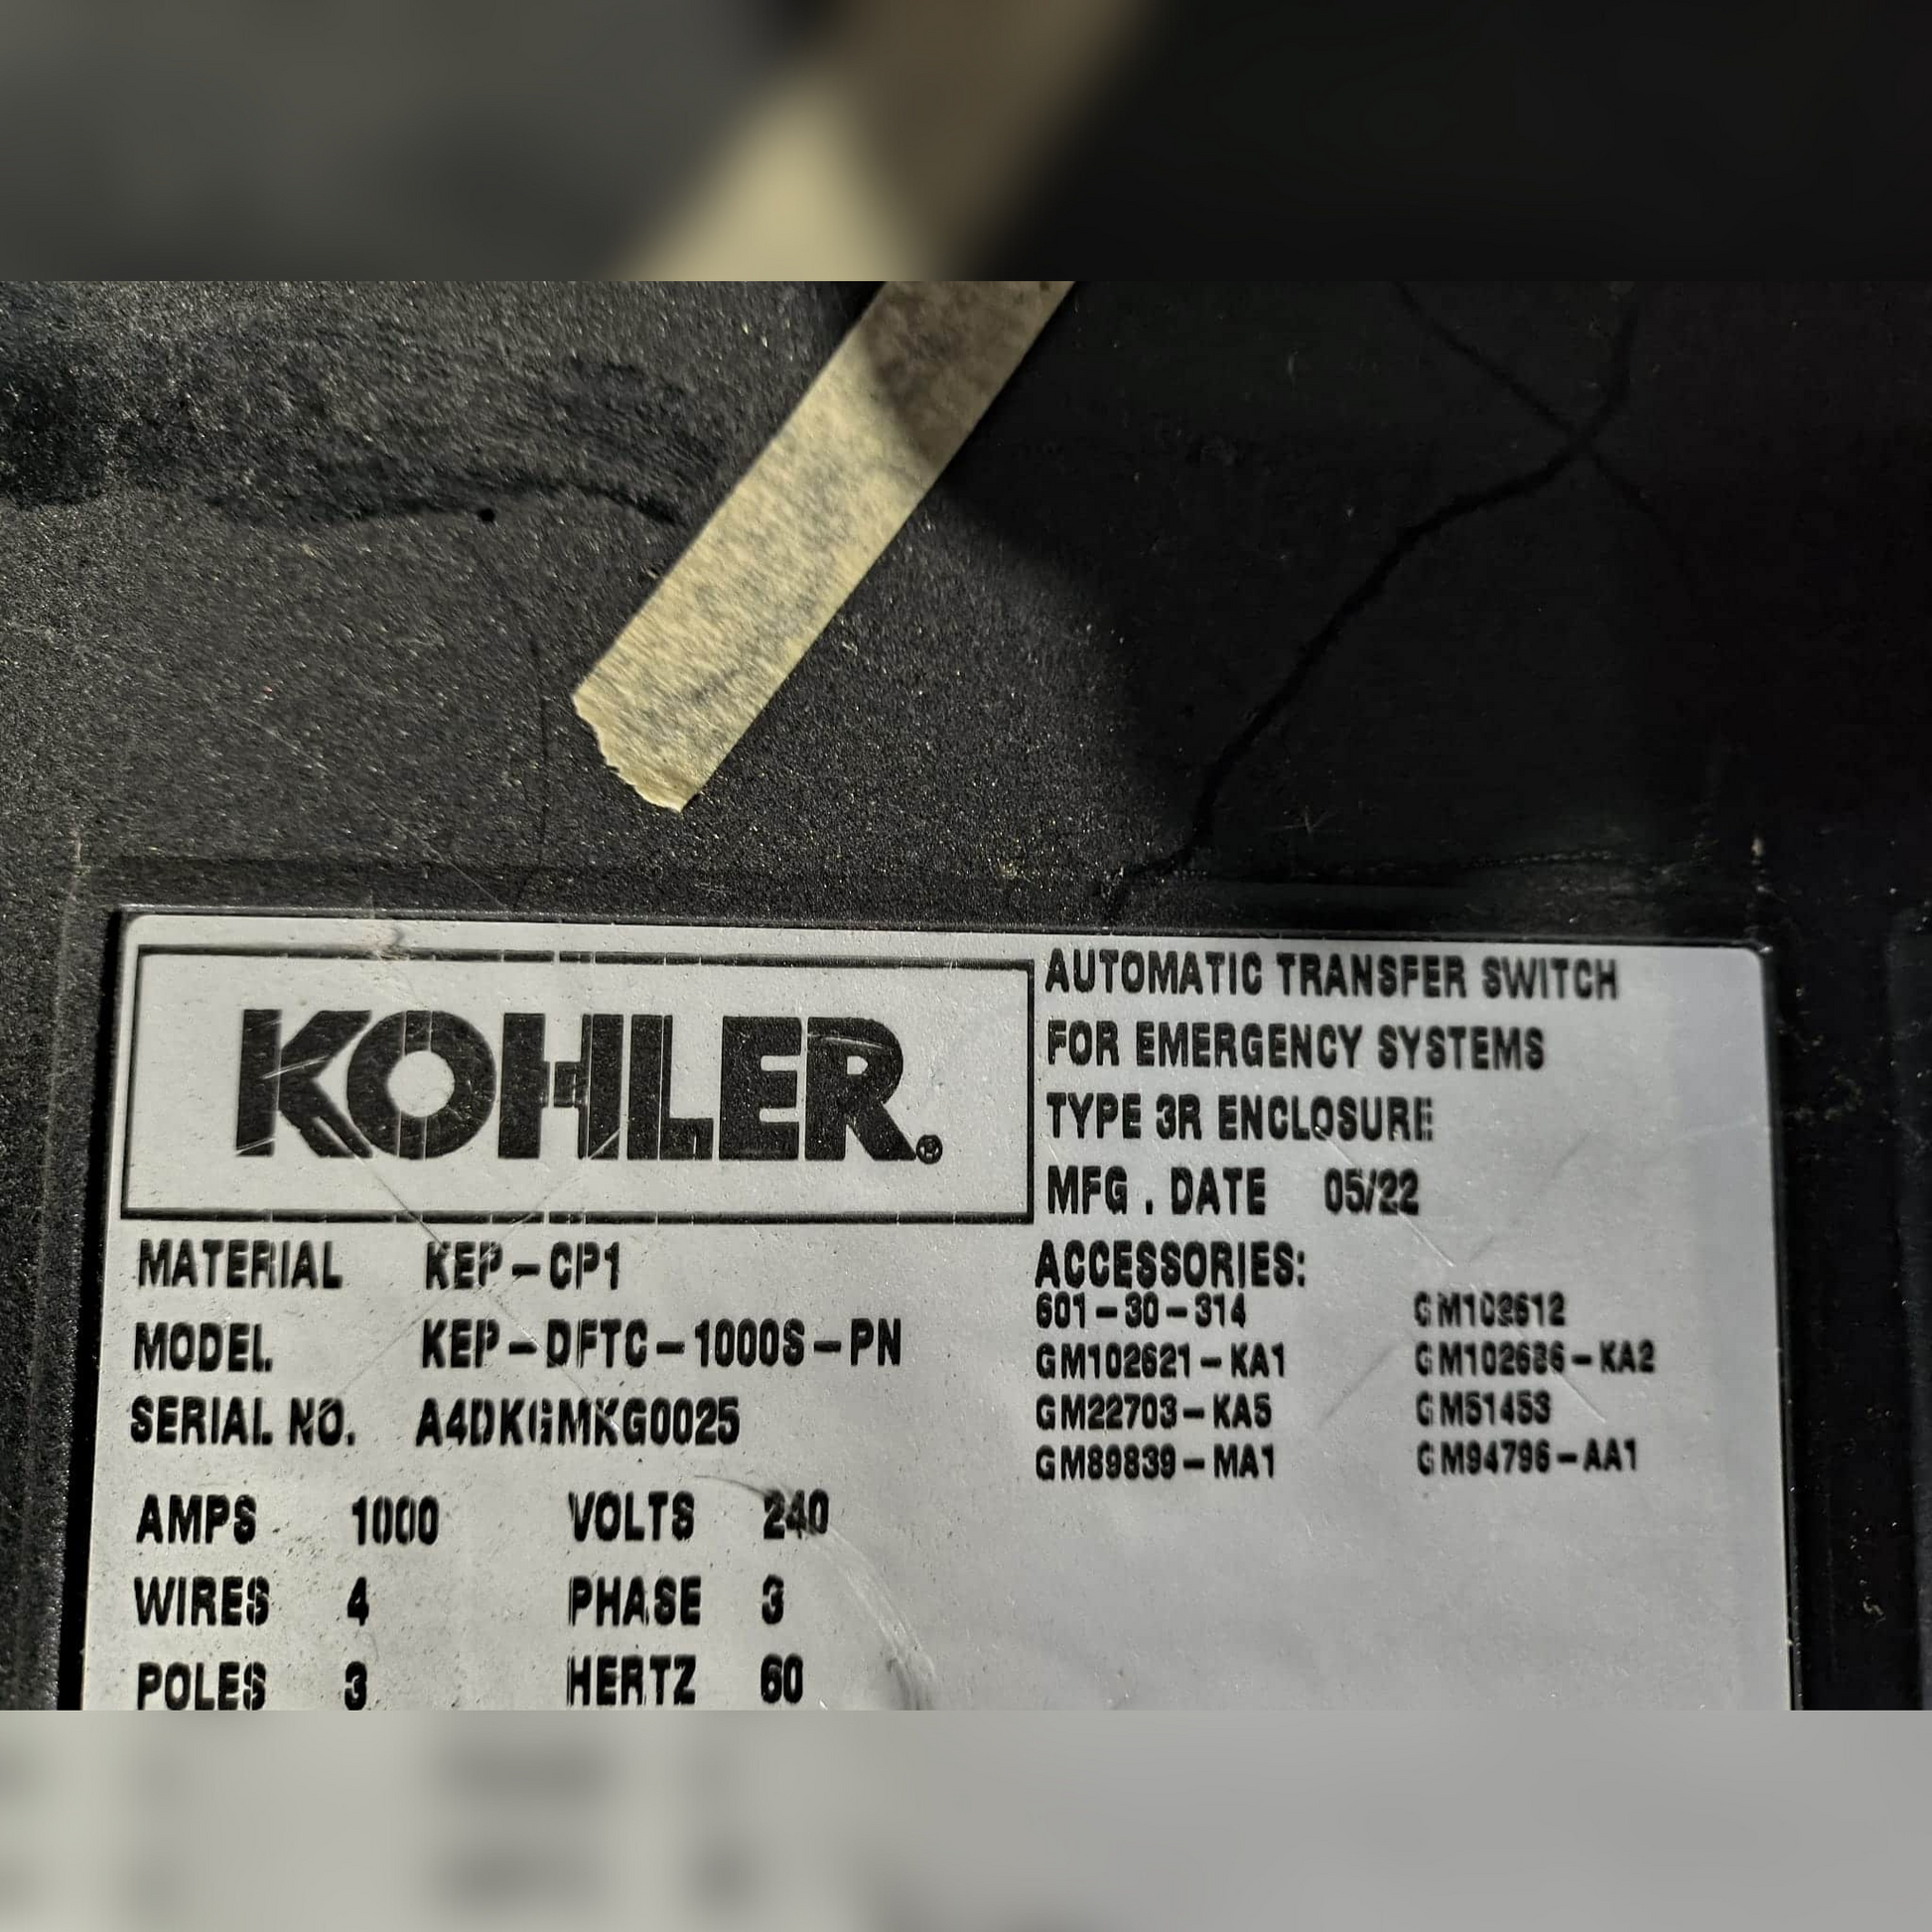 KOHLER®
AUTOMATIC TRANSFER SWITCH
FOR EMERGENCY SYSTEMS
TYPE 3R ENCLOSURE
MFG . DATE 05/22
MATERIAL KEP-CP1
MODEL KEP-DFTC-1000S-PN
SERIAL NO. A4DKGMKG0025
ACCESSORIES:
601-30-314 GM102612
GM102621-KA1 GM102686-KA2
GM22703-KA5 GM51453
GM89839-MA1 GM94796-AA1
AMPS 1000 VOLTS 240
WIRES 4 PHASE 3
POLES 3 HERTZ 60